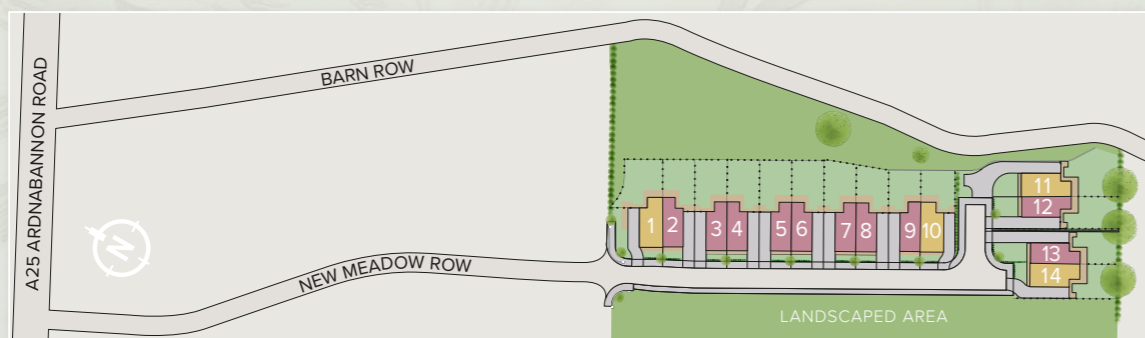 A25 ARDNABANNON ROAD
BARN ROW
NEW MEADOW ROW
N
1 2 3 4 5 6 7 8 9 10
11
12
13
14
LANDSCAPED AREA